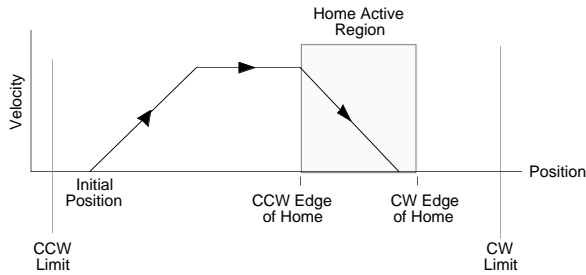 Home Active
Region
Velocity
Position
Initial
Position
CCW Edge
of Home
CW Edge
of Home
CCW
Limit
CW
Limit